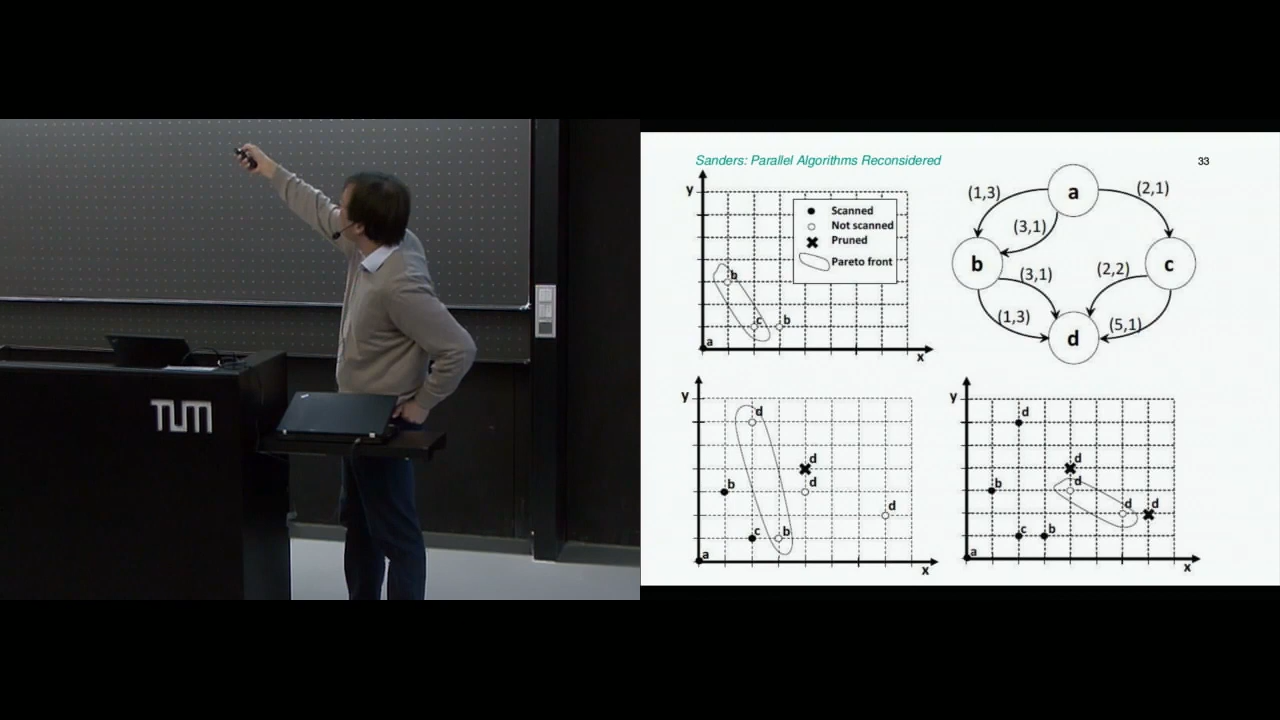 TUM
Sanders: Parallel Algorithms Reconsidered
33
y
Scanned
Not scanned
Pruned
Pareto front
b
c
b
a
x
a
(1,3)
(2,1)
(3,1)
b
c
(3,1)
(2,2)
(1,3)
(5,1)
d
y
d
d
d
b
d
c
b
a
x
y
d
d
d
b
d
d
c
b
a
x